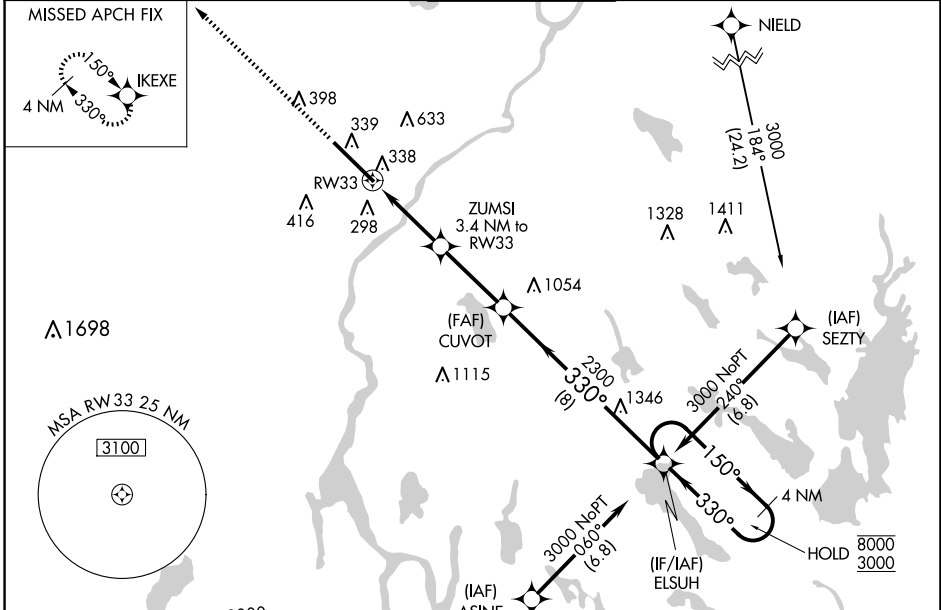 MISSED APCH FIX
150°
IKEXE
4 NM
330°
NIELD
3000
184°
(24.2)
398
339
633
338
RW33
416
298
ZUMSI
3.4 NM to
RW33
1328
1411
1054
(FAF)
CUVOT
1698
1115
(IAF)
SEZTY
2300
330°
(8)
1346
3000 NoPT
240°
(6.8)
MSA RW33 25 NM
3100
150°
330°
4 NM
HOLD
8000
3000
(IF/IAF)
ELSUH
3000 NoPT
060°
(6.8)
(IAF)